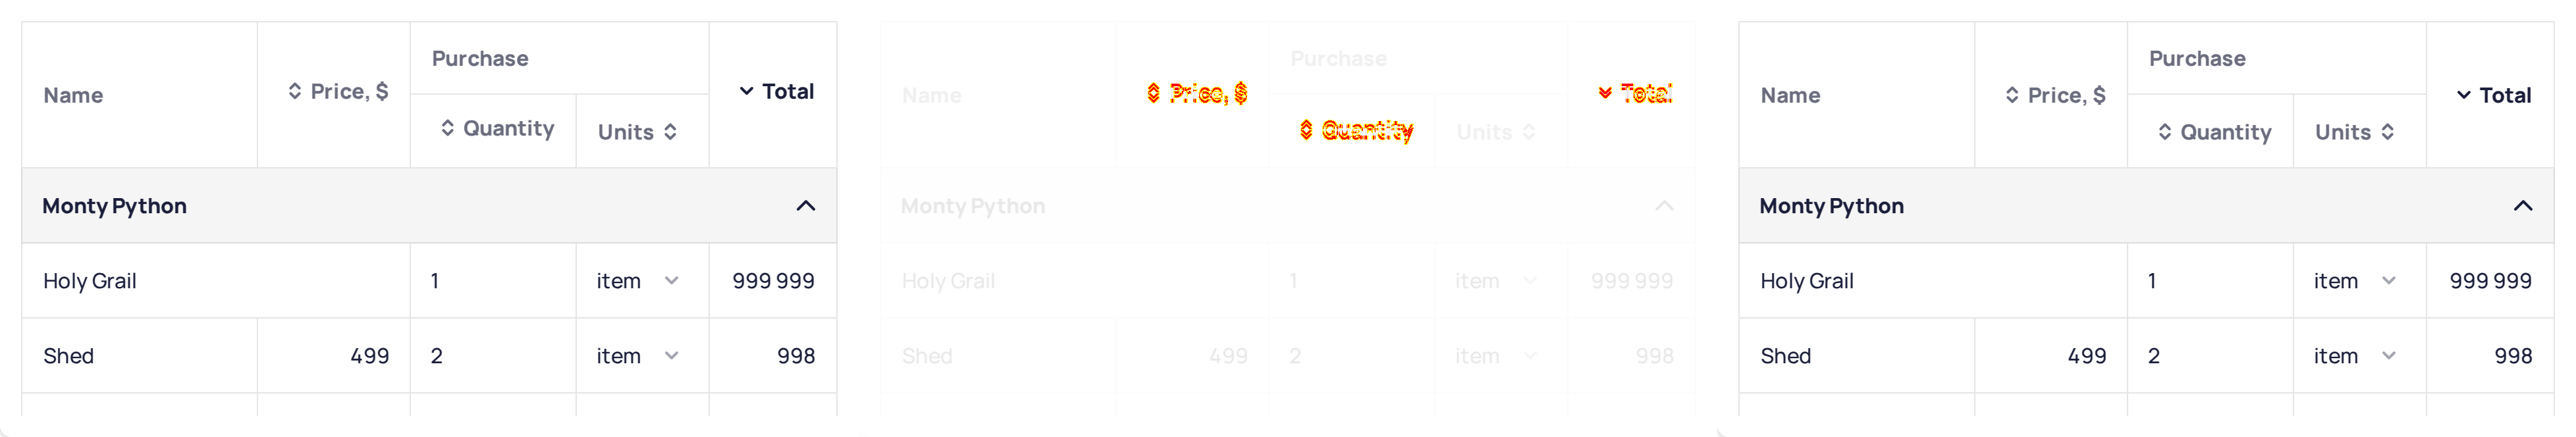 Purchase
Name
Price, $
Total
Quantity
Units
Monty Python
Holy Grail
1
item
999 999
Shed
499
2
item
998
Purchase
Name
Price, $
Total
Quantity
Units
Monty Python
Holy Grail
1
item
999 999
Shed
499
2
item
998
Purchase
Name
Price, $
Total
Quantity
Units
Monty Python
Holy Grail
1
item
999 999
Shed
499
2
item
998